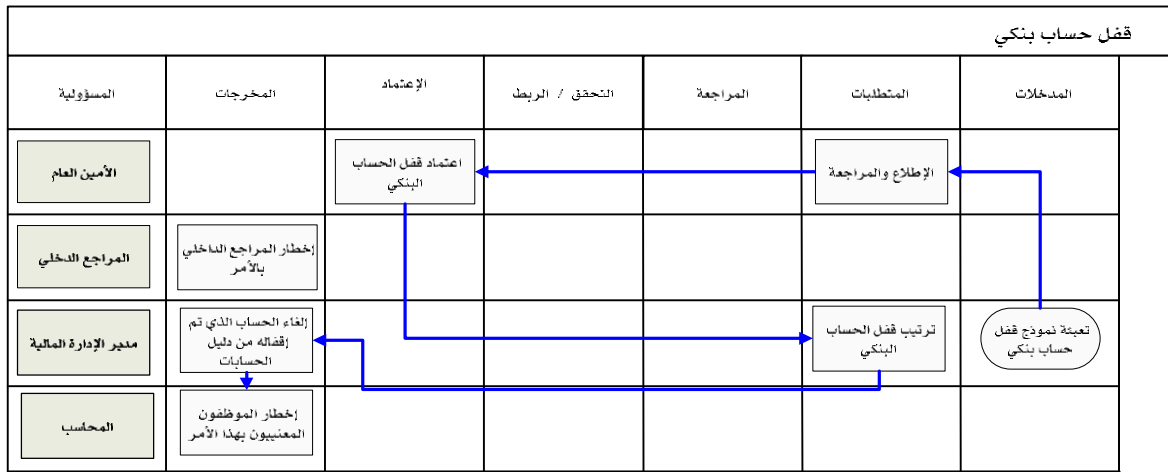 قفل حساب بنكي
المدخلات
المتطلبات
المراجعة
التحقق / الربط
الإعتماد
المخرجات
المسؤولية
الإطلاع والمراجعة
اعتماد قفل الحساب
البنكي
الأمين العام
إخطار المراجع الداخلي
بالأمر
المراجع الدخلي
تعبئة نموذج قفل
حساب بنكي
ترتيب قفل الحساب
البنكي
إلغاء الحساب الذي تم
إقفاله من دليل
الحسابات
مدير الإدارة المالية
إخطار الموظفون
المعنييون بهذا الأمر
المحاسب